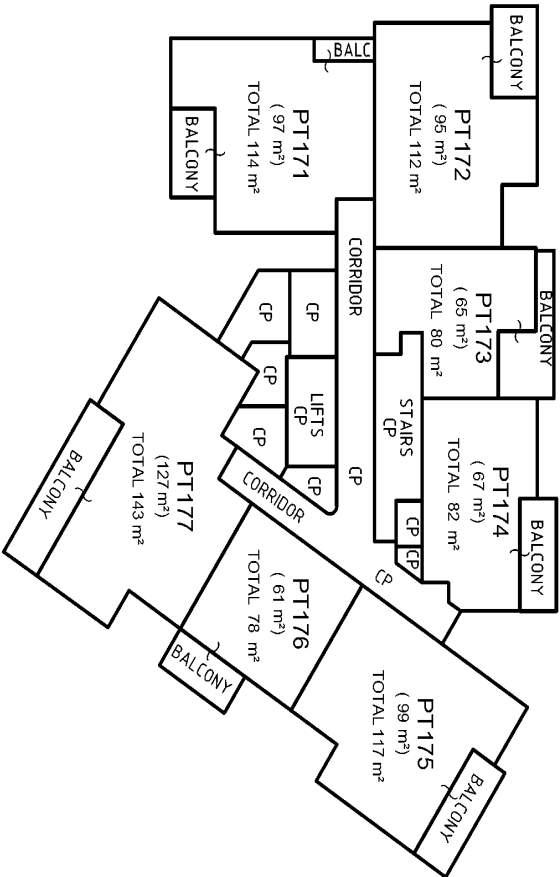 BALCONY
PT172
( 95 m²)
TOTAL 112 m²
BALC
PT171
( 97 m²)
TOTAL 114 m²
BALCONY
BALCONY
PT173
( 65 m²)
TOTAL 80 m²
CORRIDOR
CP
CP
CP
CP
CP
LIFTS
CP
CP
STAIRS
CP
CP
CP
CP
BALCONY
PT174
( 67 m²)
TOTAL 82 m²
CORRIDOR
PT177
(127 m²)
TOTAL 143 m²
BALCONY
PT176
( 61 m²)
TOTAL 78 m²
BALCONY
PT175
( 99 m²)
TOTAL 117 m²
BALCONY